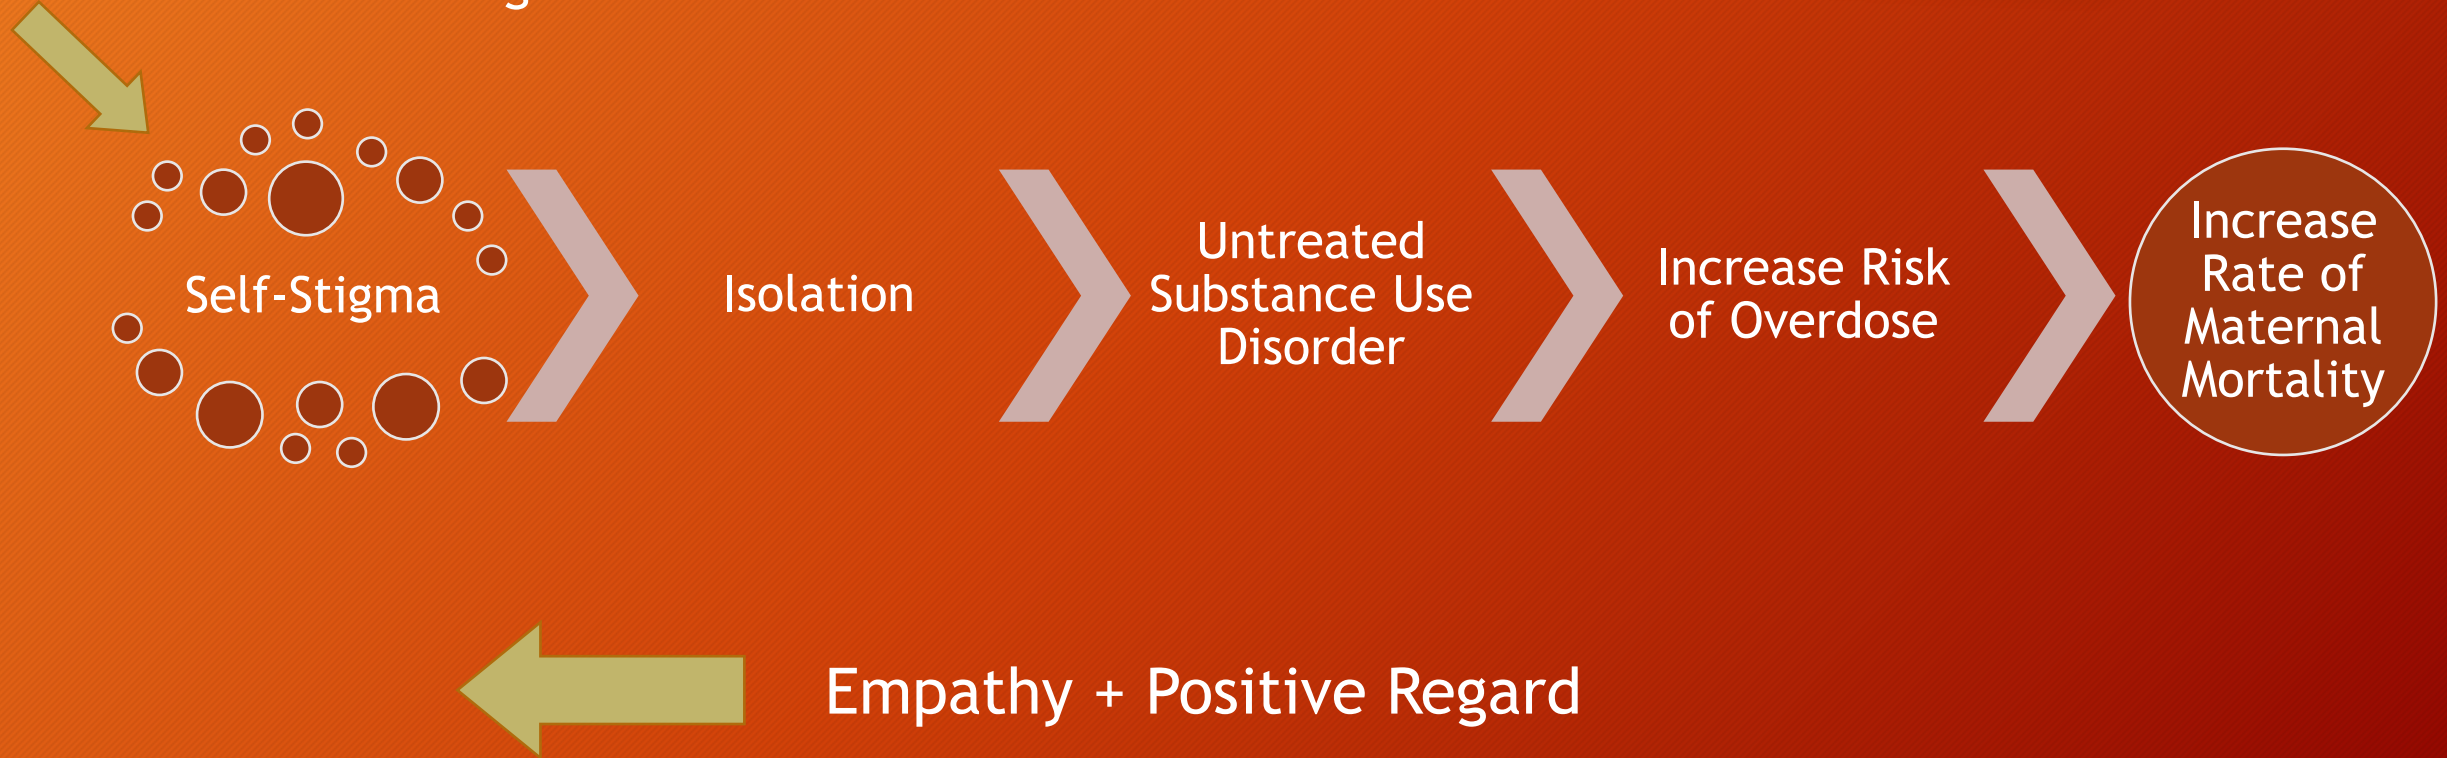 Self-Stigma
Isolation
Untreated
Substance Use
Disorder
Increase Risk
of Overdose
Increase
Rate of
Maternal
Mortality
Empathy + Positive Regard